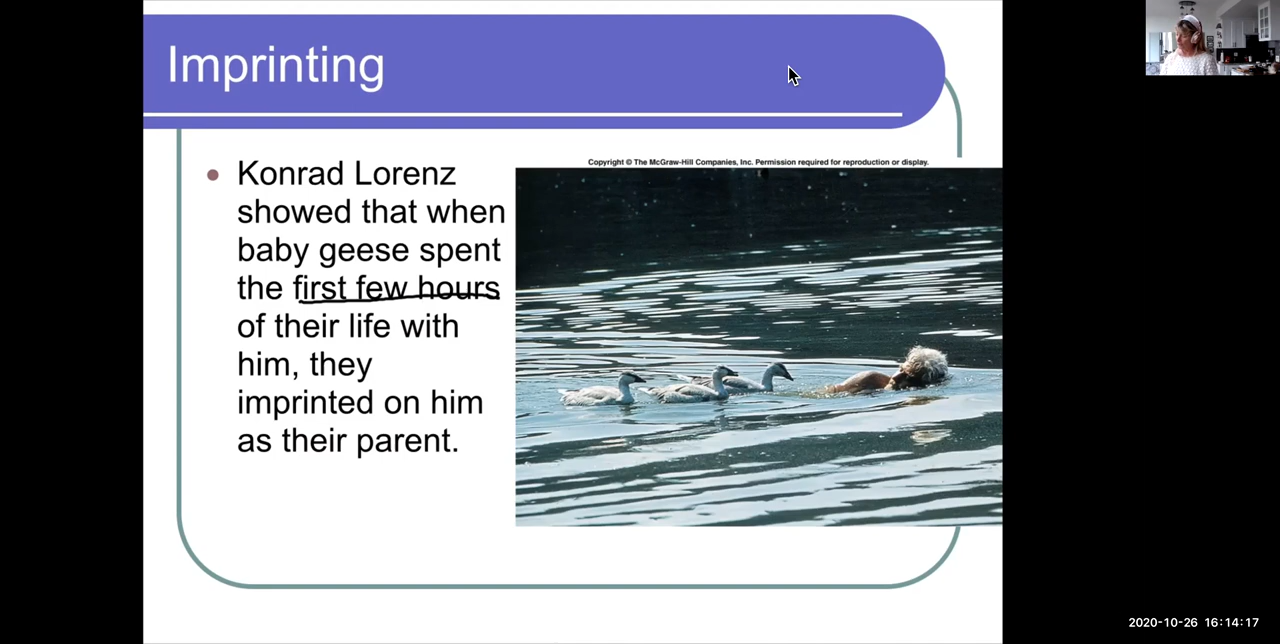 Imprinting
Copyright © The McGraw-Hill Companies, Inc. Permission required for reproduction or display.
Konrad Lorenz
showed that when
baby geese spent
the first few hours
of their life with
him, they
imprinted on him
as their parent.
2020-10-26 16:14:17